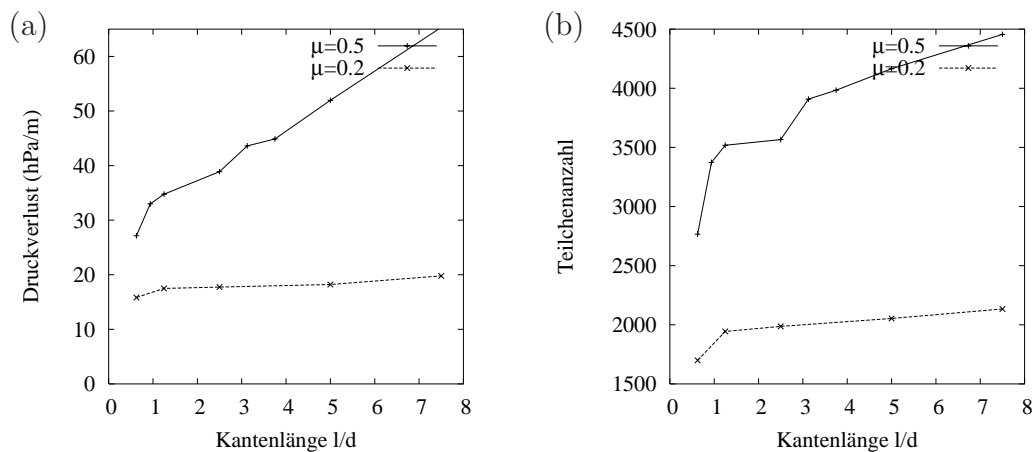 (a)
Druckverlust (hPa/m)
60
50
40
30
20
10
0
0 1 2 3 4 5 6 7 8
Kantenlänge l/d
μ=0.5
μ=0.2
(b)
Teilchenanzahl
4500
4000
3500
3000
2500
2000
1500
0 1 2 3 4 5 6 7 8
Kantenlänge l/d
μ=0.5
μ=0.2